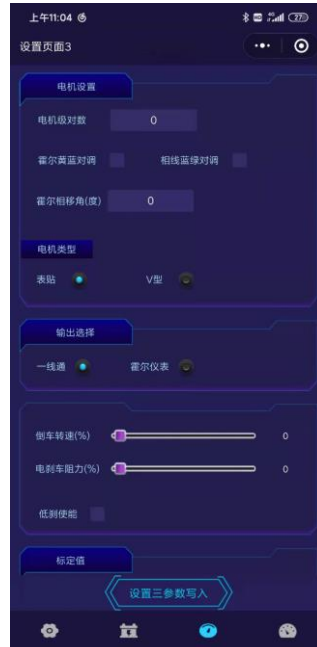 上午11:04
27
设置页面3
电机设置
电机级对数 0
霍尔黄蓝对调 相线蓝绿对调
霍尔相移角(度) 0
电机类型
表贴 V型
输出选择
一线通 霍尔仪表
倒车转速(%) 0
电刹车阻力(%) 0
低刹使能
标定值
设置三参数写入